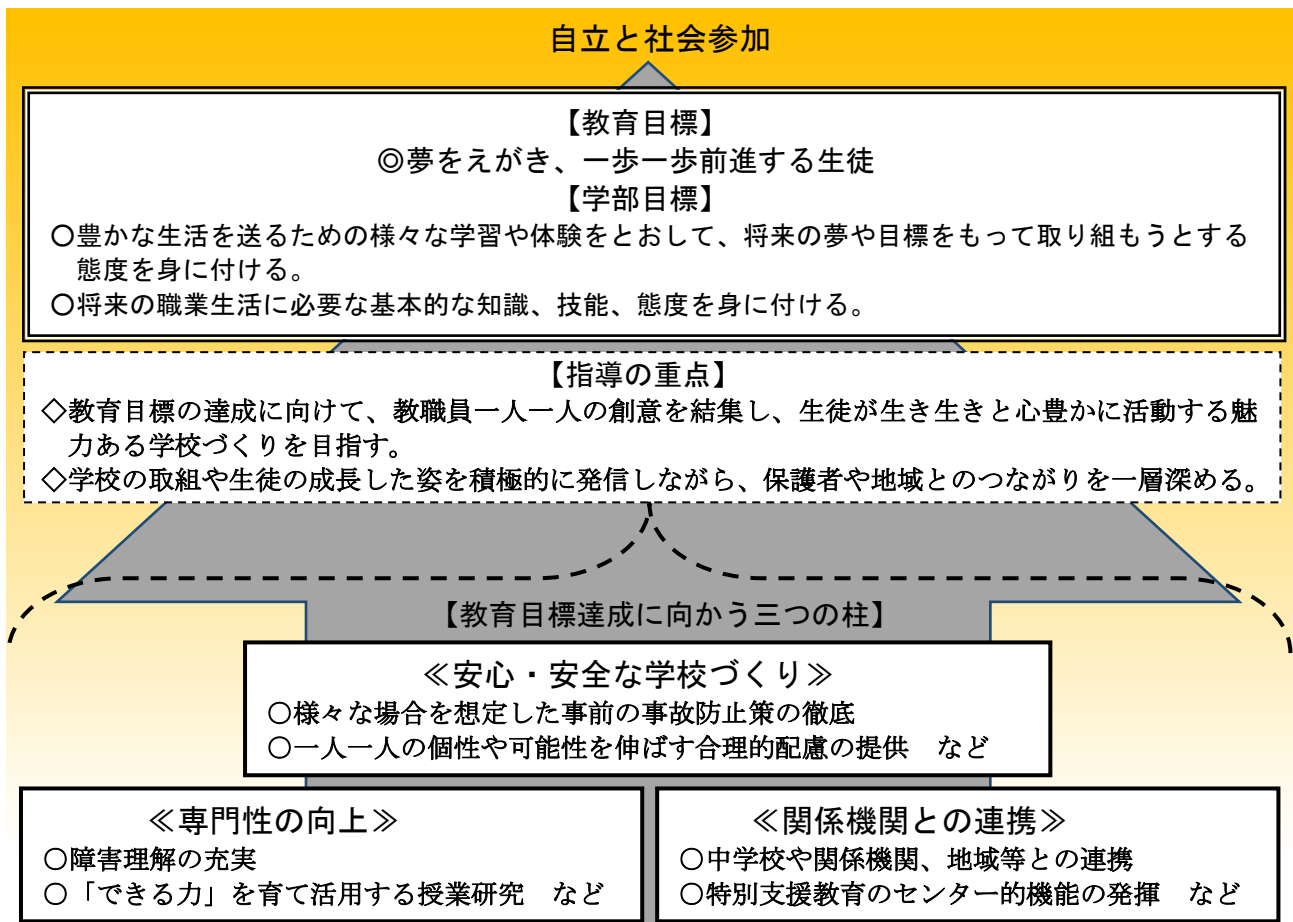 自立と社会参加
【教育目標】
◎夢をえがき、一歩一歩前進する生徒
【学部目標】
○豊かな生活を送るための様々な学習や体験をとおして、将来の夢や目標をもって取り組もうとする
態度を身に付ける。
○将来の職業生活に必要な基本的な知識、技能、態度を身に付ける。
【指導の重点】
◇教育目標の達成に向けて、教職員一人一人の創意を結集し、生徒が生き生きと心豊かに活動する魅
力ある学校づくりを目指す。
◇学校の取組や生徒の成長した姿を積極的に発信しながら、保護者や地域とのつながりを一層深める。
【教育目標達成に向かう三つの柱】
≪安心・安全な学校づくり≫
○様々な場合を想定した事前の事故防止策の徹底
○一人一人の個性や可能性を伸ばす合理的配慮の提供　など
≪専門性の向上≫
○障害理解の充実
○「できる力」を育て活用する授業研究　など
≪関係機関との連携≫
○中学校や関係機関、地域等との連携
○特別支援教育のセンター的機能の発揮　など